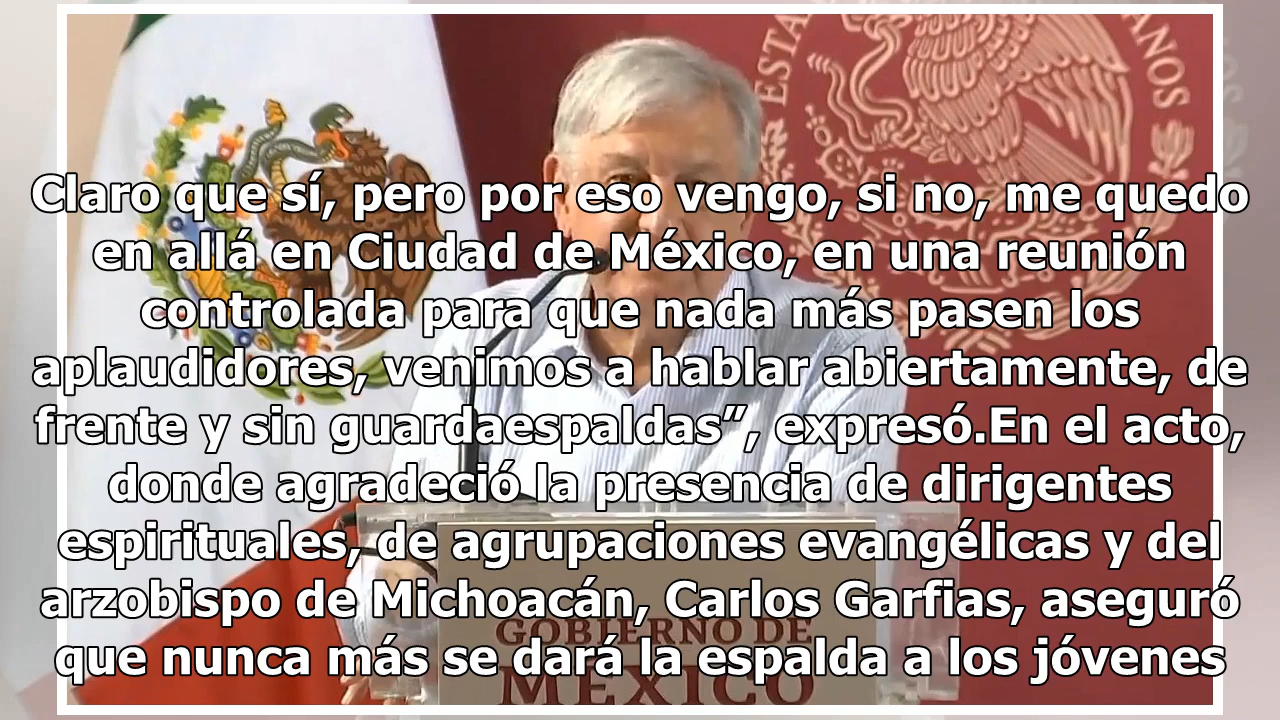 Claro que sí, pero por eso vengo, si no, me quedo
en allá en Ciudad de México, en una reunión
controlada para que nada más pasen los
aplaudidores, venimos a hablar abiertamente, de
frente y sin guardaespaldas”, expresó.En el acto,
donde agradeció la presencia de dirigentes
espirituales, de agrupaciones evangélicas y del
arzobispo de Michoacán, Carlos Garfias, aseguró
que nunca más se dará la espalda a los jóvenes
GOBIERNO DE
MÉXICO